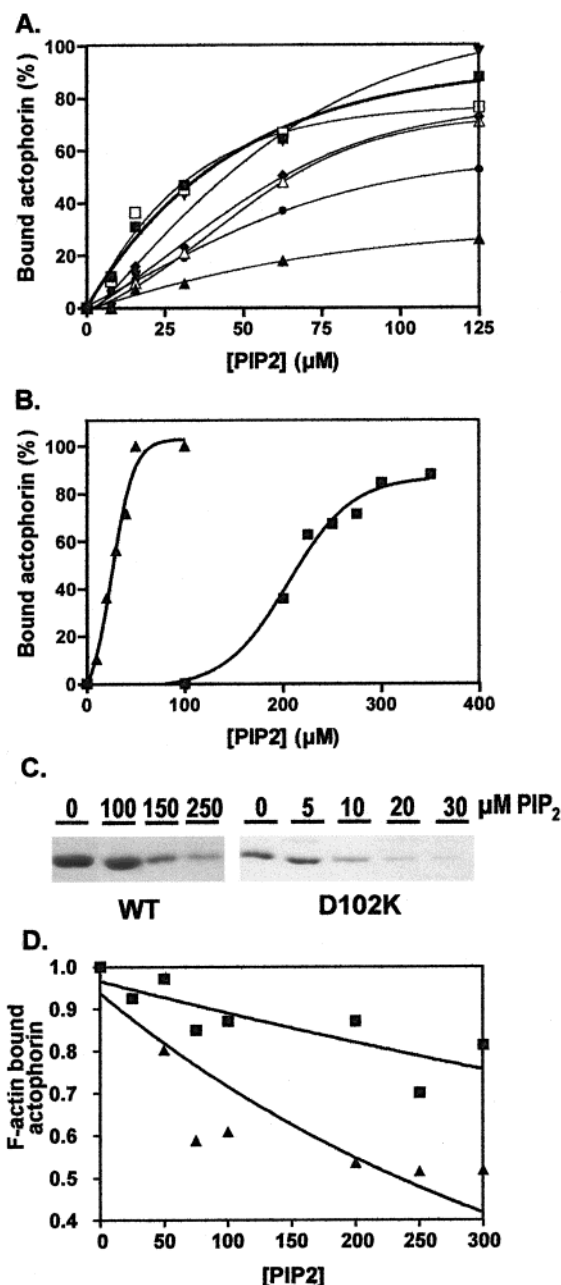 A.
Bound actophorin (%)
100
80
60
40
20
0
0 25 50 75 100 125
[PIP2] (µM)
B.
Bound actophorin (%)
100
80
60
40
20
0
0 100 200 300 400
[PIP2] (µM)
C.
0 100 150 250 0 5 10 20 30 µM PIP2
WT D102K
D.
F-actin bound
actophorin
1.0
0.9
0.8
0.7
0.6
0.5
0.4
0 50 100 150 200 250 300
[PIP2]